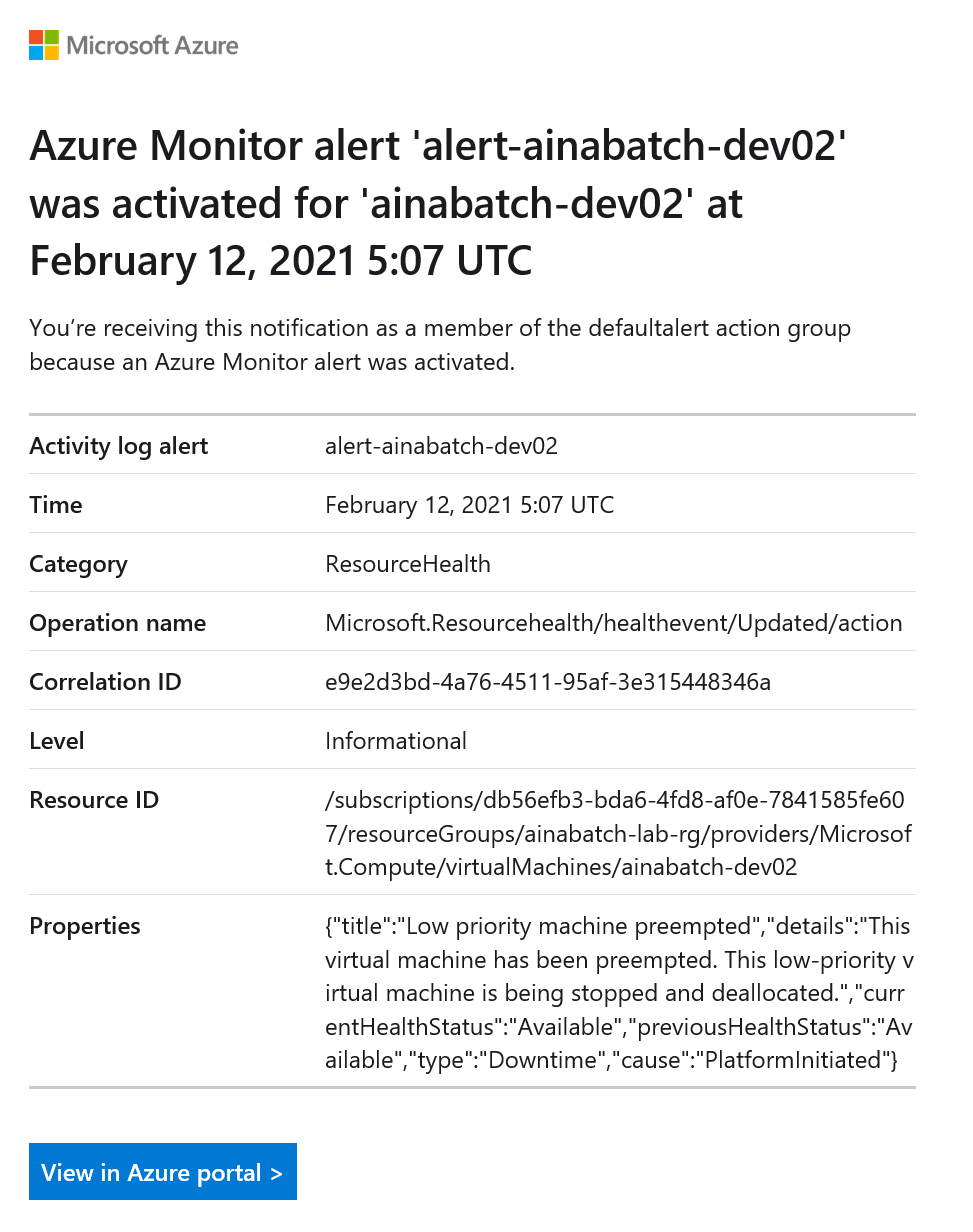 Microsoft Azure
Azure Monitor alert 'alert-ainabatch-dev02'
was activated for 'ainabatch-dev02' at
February 12, 2021 5:07 UTC
You’re receiving this notification as a member of the defaultalert action group
because an Azure Monitor alert was activated.
Activity log alert alert-ainabatch-dev02
Time February 12, 2021 5:07 UTC
Category ResourceHealth
Operation name Microsoft.Resourcehealth/healthevent/Updated/action
Correlation ID e9e2d3bd-4a76-4511-95af-3e315448346a
Level Informational
Resource ID /subscriptions/db56efb3-bda6-4fd8-af0e-7841585fe60
7/resourceGroups/ainabatch-lab-rg/providers/Microsof
t.Compute/virtualMachines/ainabatch-dev02
Properties {"title":"Low priority machine preempted","details":"This
virtual machine has been preempted. This low-priority v
irtual machine is being stopped and deallocated.","curr
entHealthStatus":"Available","previousHealthStatus":"Av
ailable","type":"Downtime","cause":"PlatformInitiated"}
View in Azure portal >